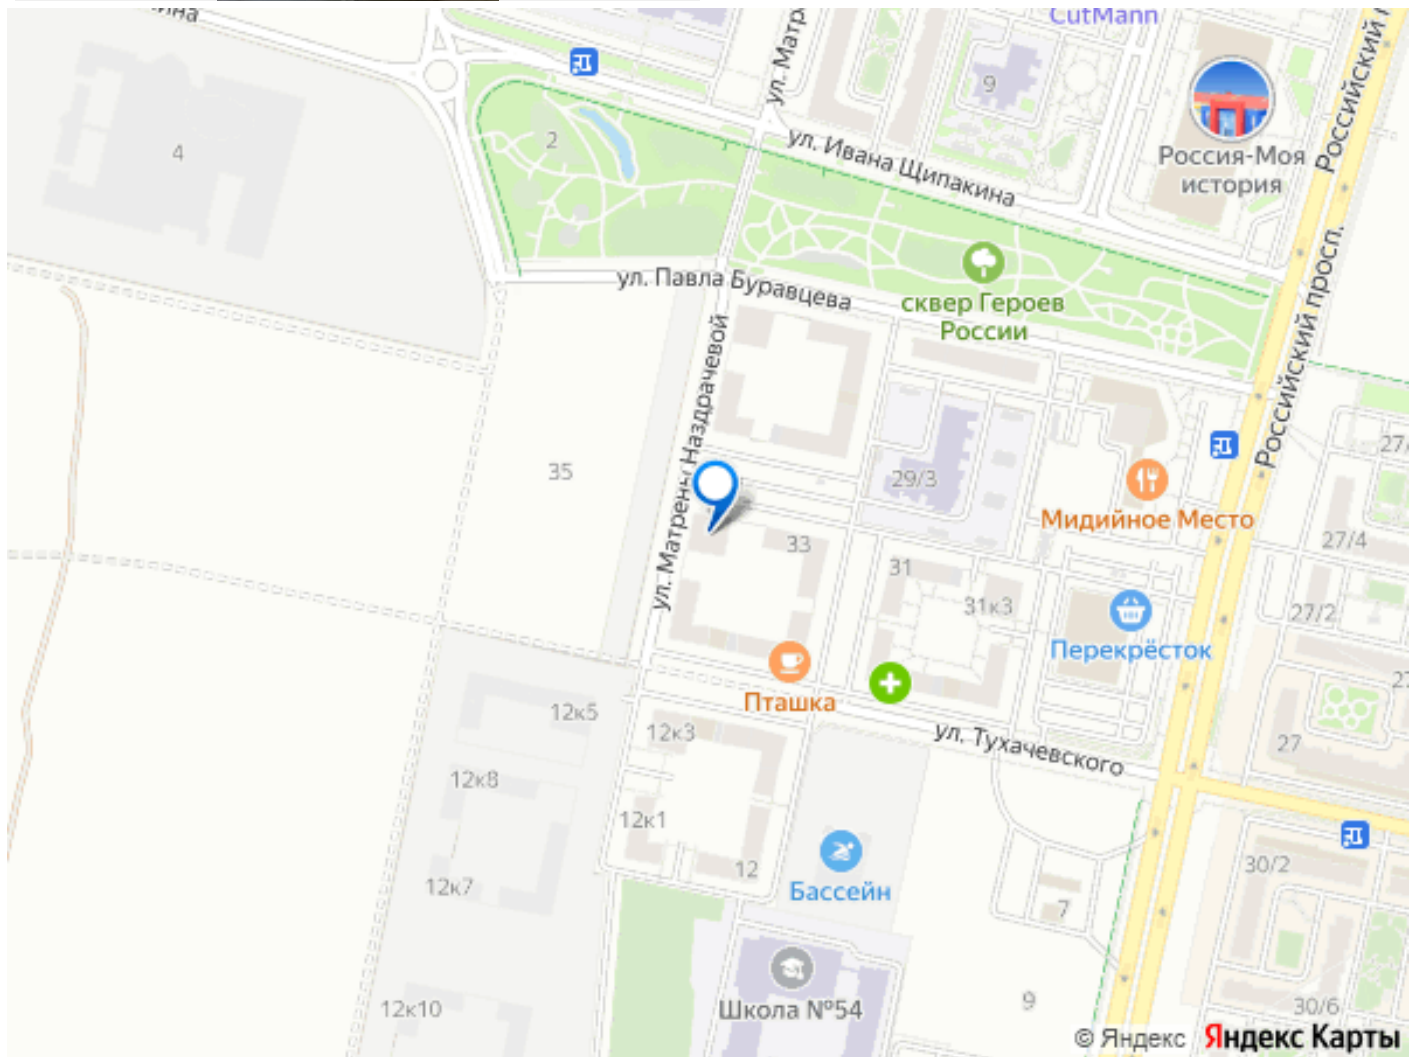 ина
CutMann
ул. Матр
Российский п
9
2
4
ул. Ивана Щипакина
Россия-Моя
история
ул. Павла Буравцева
сквер Героев
России
Российский просп.
ул. Матрены Наздрачевой
35
29/3
27/
Мидийное Место
33
27/4
31
31к3
27/2
Перекрёсток
Пташка
27
12к5
12к3
ул. Тухачевского
27
12к8
12к1
12
30/2
12к7
Бассейн
7
Школа №54
9
12к10
30/6
© Яндекс Яндекс Карты